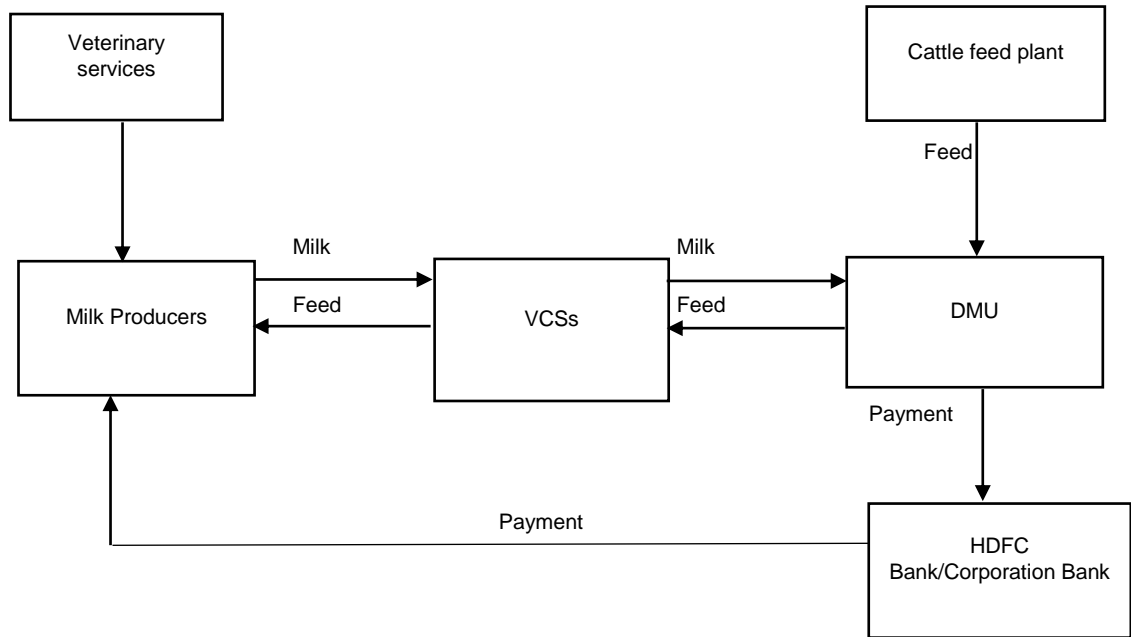 Veterinary
services
Cattle feed plant
Feed
Milk
Milk
Feed
Feed
Milk Producers
VCSs
DMU
Payment
Payment
HDFC
Bank/Corporation Bank